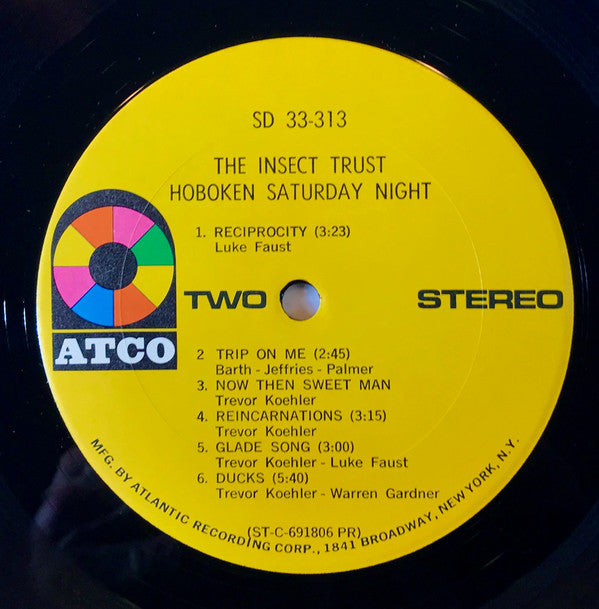 SD 33-313
THE INSECT TRUST
HOBOKEN SATURDAY NIGHT
1. RECIPROCITY (3:23)
Luke Faust
ATCO
TWO
STEREO
2 TRIP ON ME (2:45)
Barth - Jeffries - Palmer
3. NOW THEN SWEET MAN
Trevor Koehler
4. REINCARNATIONS (3:15)
Trevor Koehler
5. GLADE SONG (3:00)
Trevor Koehler - Luke Faust
6. DUCKS (5:40)
Trevor Koehler - Warren Gardner
(ST-C-691806 PR)
MFG. BY ATLANTIC RECORDING CORP., 1841 BROADWAY, NEW YORK, N.Y.